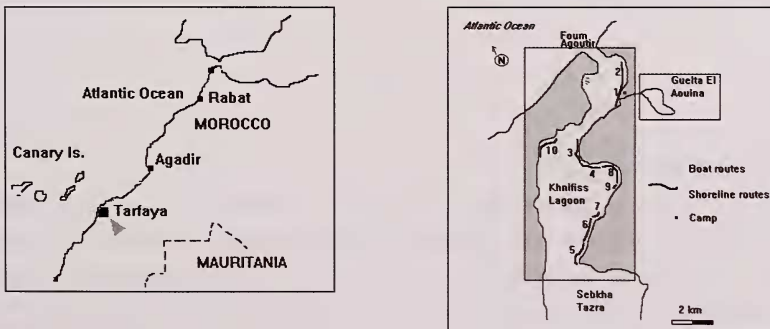 Atlantic Ocean
Rabat
MOROCCO
Canary Is.
Agadir
Tarfaya
MAURITANIA
Atlantic Ocean
N
Foum
Agoutir
2
Guelta El
Aouina
1
10
3
4
8
9
Khnifiss
Lagoon
7
6
5
Boat routes
Shoreline routes
Camp
Sebkha
Tazra
2 km